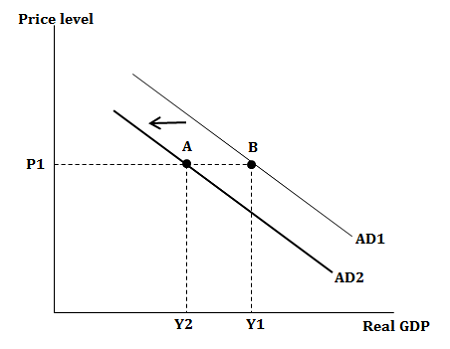 Price level
A
B
P1
AD1
AD2
Y2
Y1
Real GDP